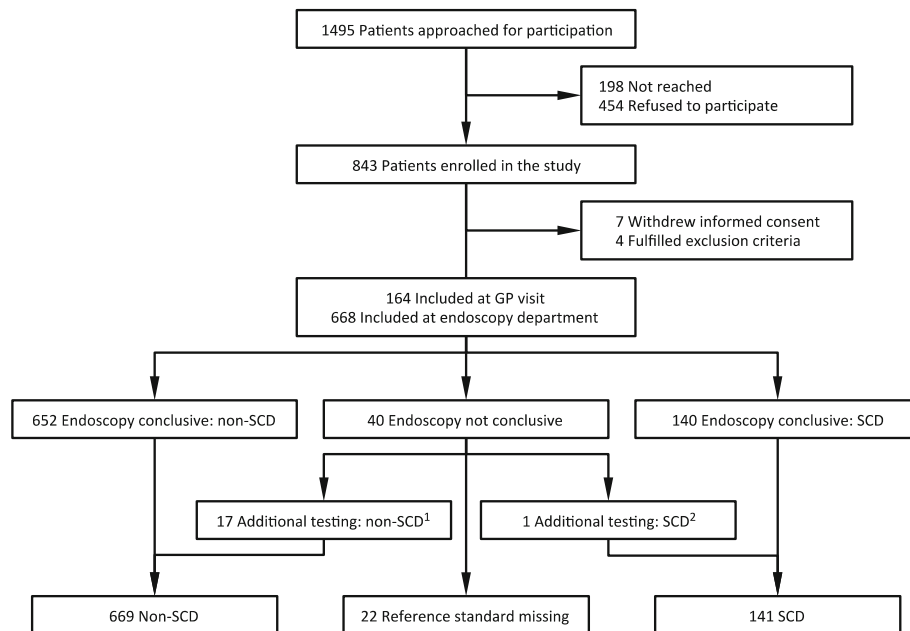 1495 Patients approached for participation
198 Not reached
454 Refused to participate
843 Patients enrolled in the study
7 Withdrew informed consent
4 Fulfilled exclusion criteria
164 Included at GP visit
668 Included at endoscopy department
652 Endoscopy conclusive: non-SCD
40 Endoscopy not conclusive
140 Endoscopy conclusive: SCD
17 Additional testing: non-SCD¹
1 Additional testing: SCD²
669 Non-SCD
22 Reference standard missing
141 SCD